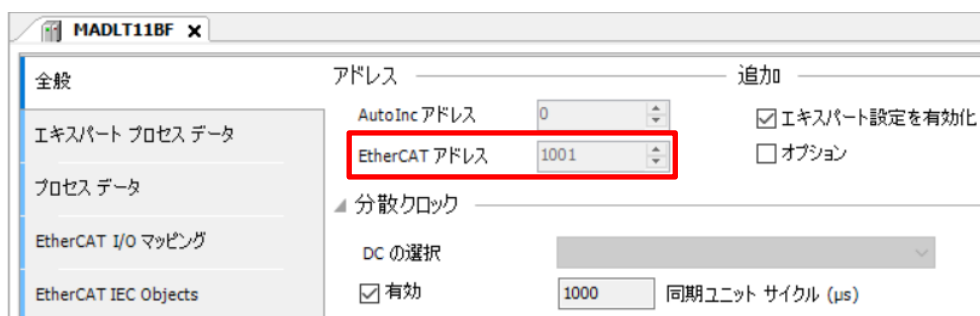 MADLT11BF x
全般
エキスパート プロセス データ
プロセス データ
EtherCAT I/O マッピング
EtherCAT IEC Objects
アドレス
AutoInc アドレス 0
EtherCAT アドレス 1001
追加
エキスパート設定を有効化
オプション
分散クロック
DC の選択
有効 1000 同期ユニット サイクル (μs)